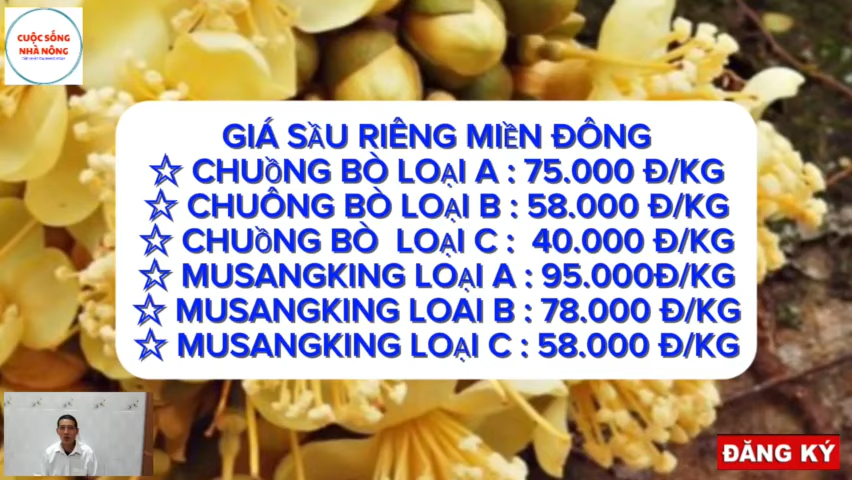 CUỘC SỐNG
NHÀ NÔNG
GIÁ SẦU RIÊNG MIỀN ĐÔNG
☆ CHUỒNG BÒ LOẠI A : 75.000 Đ/KG
☆ CHUÔNG BÒ LOẠI B : 58.000 Đ/KG
☆ CHUỒNG BÒ LOẠI C : 40.000 Đ/KG
☆ MUSANGKING LOẠI A : 95.000Đ/KG
☆ MUSANGKING LOAI B : 78.000 Đ/KG
☆ MUSANGKING LOẠI C : 58.000 Đ/KG
ĐĂNG KÝ